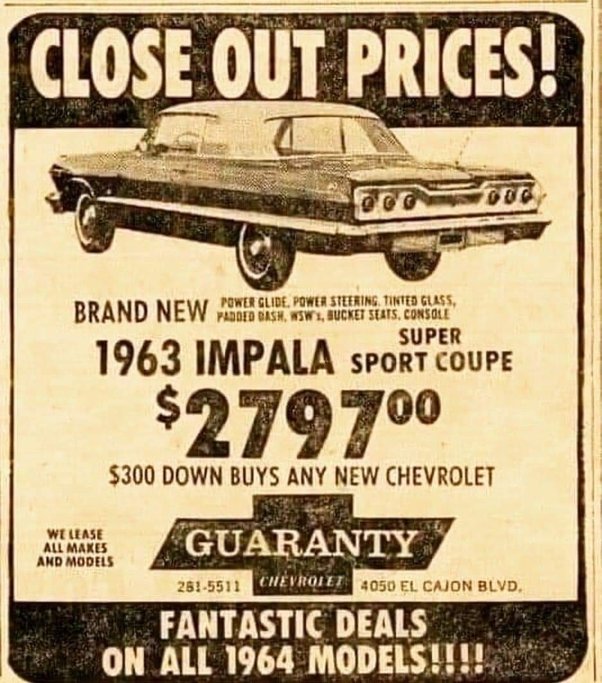 CLOSE OUT PRICES!
BRAND NEW POWER GLIDE, POWER STEERING, TINTED GLASS,
PADDED DASH, WSW's, BUCKET SEATS, CONSOLE
1963 IMPALA SUPER
SPORT COUPE
$2797⁰⁰
$300 DOWN BUYS ANY NEW CHEVROLET
WE LEASE
ALL MAKES
AND MODELS
GUARANTY
CHEVROLET
281-5511
4050 EL CAJON BLVD.
FANTASTIC DEALS
ON ALL 1964 MODELS!!!!